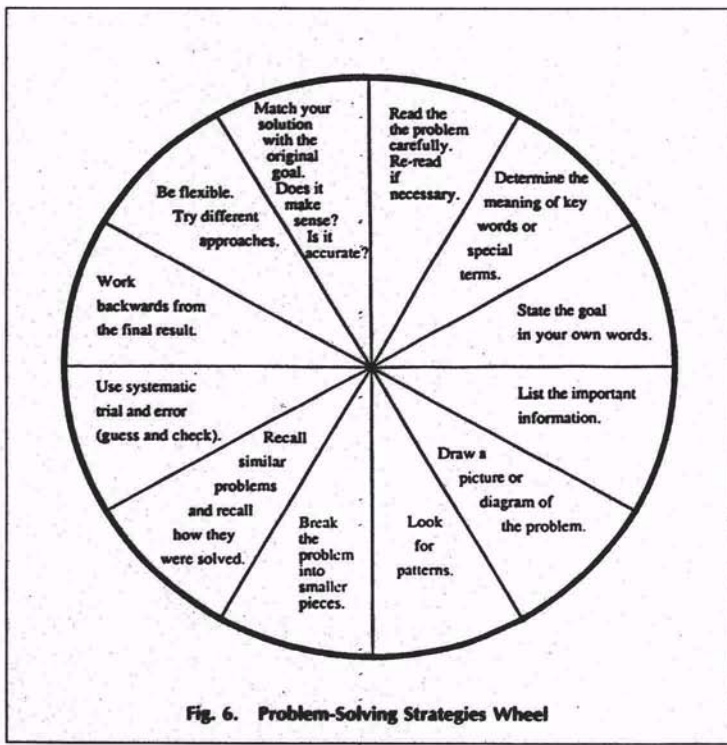 Read the
the problem
carefully.
Re-read
if
necessary.
Determine the
meaning of key
words or
special
terms.
State the goal
in your own words.
List the important
information.
Draw a
picture or
diagram of
the problem.
Look
for
patterns.
Break
the
problem
into
smaller
pieces.
Recall
similar
problems
and recall
how they
were solved.
Use systematic
trial and error
(guess and check).
Work
backwards from
the final result.
Be flexible.
Try different
approaches.
Match your
solution
with the
original
goal.
Does it
make
sense?
Is it
accurate?
Fig. 6. Problem-Solving Strategies Wheel